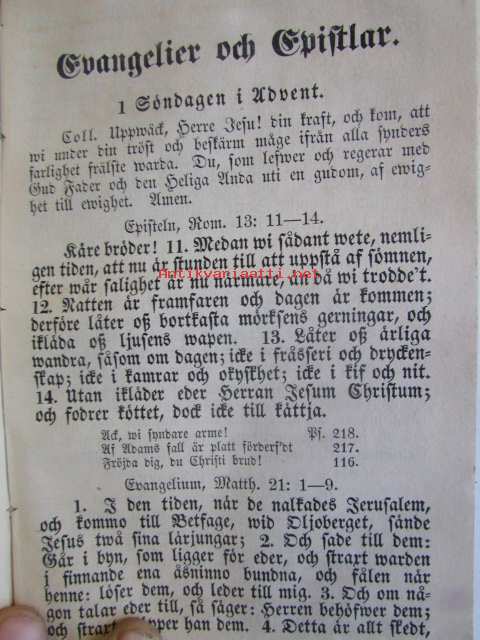 Evangelier och Epistlar.
1 Söndagen i Advent.
Coll. Uppwäck, Herre Jesu! din kraft, och kom, att
wi under din tröst och beskärm måge ifrån alla synders
farlighet frälste warda. Du, som lefwer och regerar med
Gud Fader och den Heliga Anda uti en gudom, af ewig-
het till ewighet. Amen.
Episteln, Rom. 13: 11—14.
Käre bröder! 11. Medan wi sådant wete, nemli-
gen tiden, att nu är stunden till att uppstå af sömnen,
Antikvariaatti.net
efter wår salighet är nu närmare, än då wi trodde't.
12. Natten är framfaren och dagen är kommen;
derföre låter oß bortkasta mörksens gerningar, och
ikläda oß ljusens wapen. 13. Låter oß ärliga
wandra, såsom om dagen; icke i frässeri och drycken-
skap; icke i kamrar och okyskhet; icke i kif och nit.
14. Utan ikläder eder Herran Jesum Christum;
och fodrer köttet, dock icke till kättja.
Ack, wi syndare arme! Ps. 218.
Af Adams fall är platt förderf'dt 217.
Fröjda dig, du Christi brud! 116.
Evangelium, Matth. 21: 1—9.
1. I den tiden, när de nalkades Jerusalem,
och kommo till Betfage, wid Oljoberget, sände
Jesus twå sina lärjungar; 2. Och sade till dem:
Går i byn, som ligger för eder, och straxt warden
i finnande ena åsninno bundna, och fålen när
henne: löser dem, och leder till mig. 3. Och om nå-
gon talar eder till, så säger: Herren behöfwer dem;
och straxt släpper han dem. 4. Detta är allt skedt,